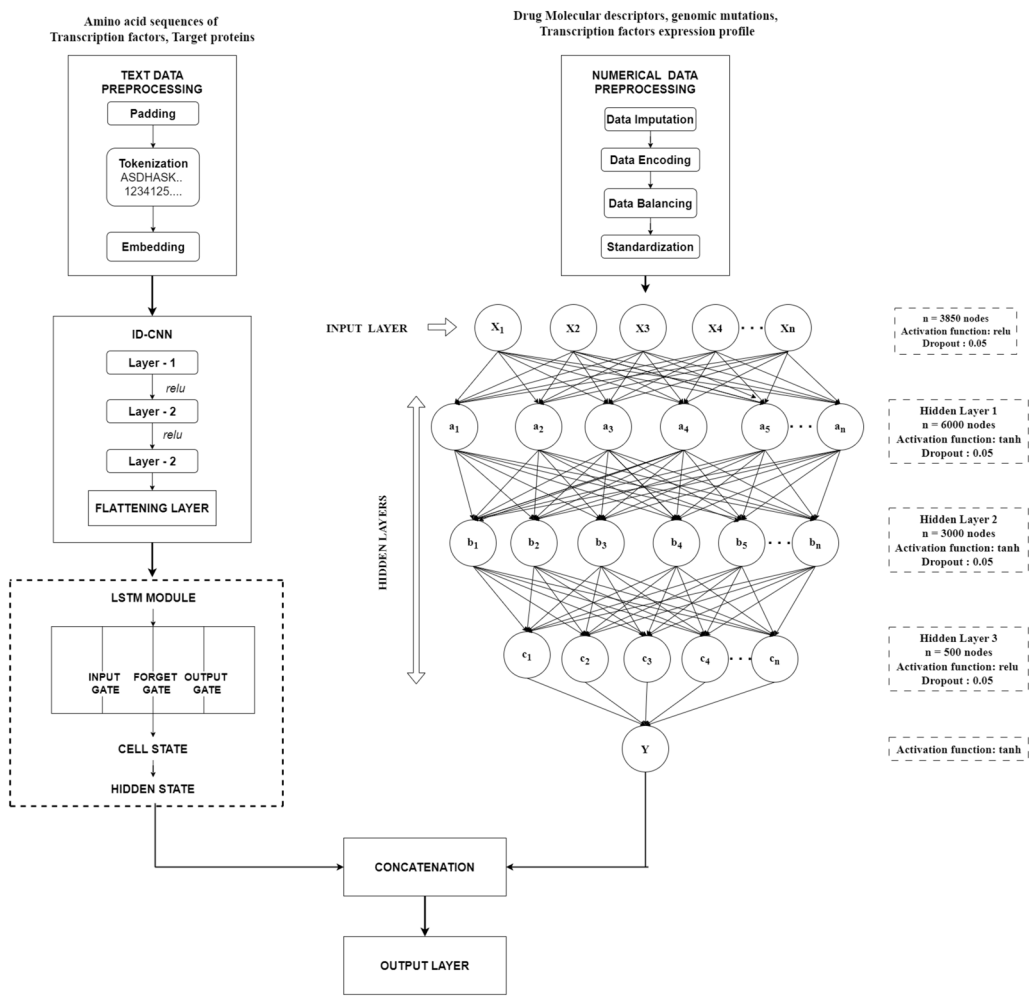 Amino acid sequences of
Transcription factors, Target proteins
TEXT DATA
PREPROCESSING
Padding
Tokenization
ASDHASK..
1234125....
Embedding
ID-CNN
Layer - 1
relu
Layer - 2
relu
Layer - 2
FLATTENING LAYER
LSTM MODULE
INPUT GATE
FORGET GATE
OUTPUT GATE
CELL STATE
HIDDEN STATE
Drug Molecular descriptors, genomic mutations,
Transcription factors expression profile
NUMERICAL DATA
PREPROCESSING
Data Imputation
Data Encoding
Data Balancing
Standardization
INPUT LAYER
X1 X2 X3 X4 ... Xn
n = 3850 nodes
Activation function: relu
Dropout : 0.05
HIDDEN LAYERS
a1 a2 a3 a4 a5 ... an
Hidden Layer 1
n = 6000 nodes
Activation function: tanh
Dropout : 0.05
b1 b2 b3 b4 b5 ... bn
Hidden Layer 2
n = 3000 nodes
Activation function: tanh
Dropout : 0.05
c1 c2 c3 c4 ... cn
Hidden Layer 3
n = 500 nodes
Activation function: relu
Dropout : 0.05
Y
Activation function: tanh
CONCATENATION
OUTPUT LAYER